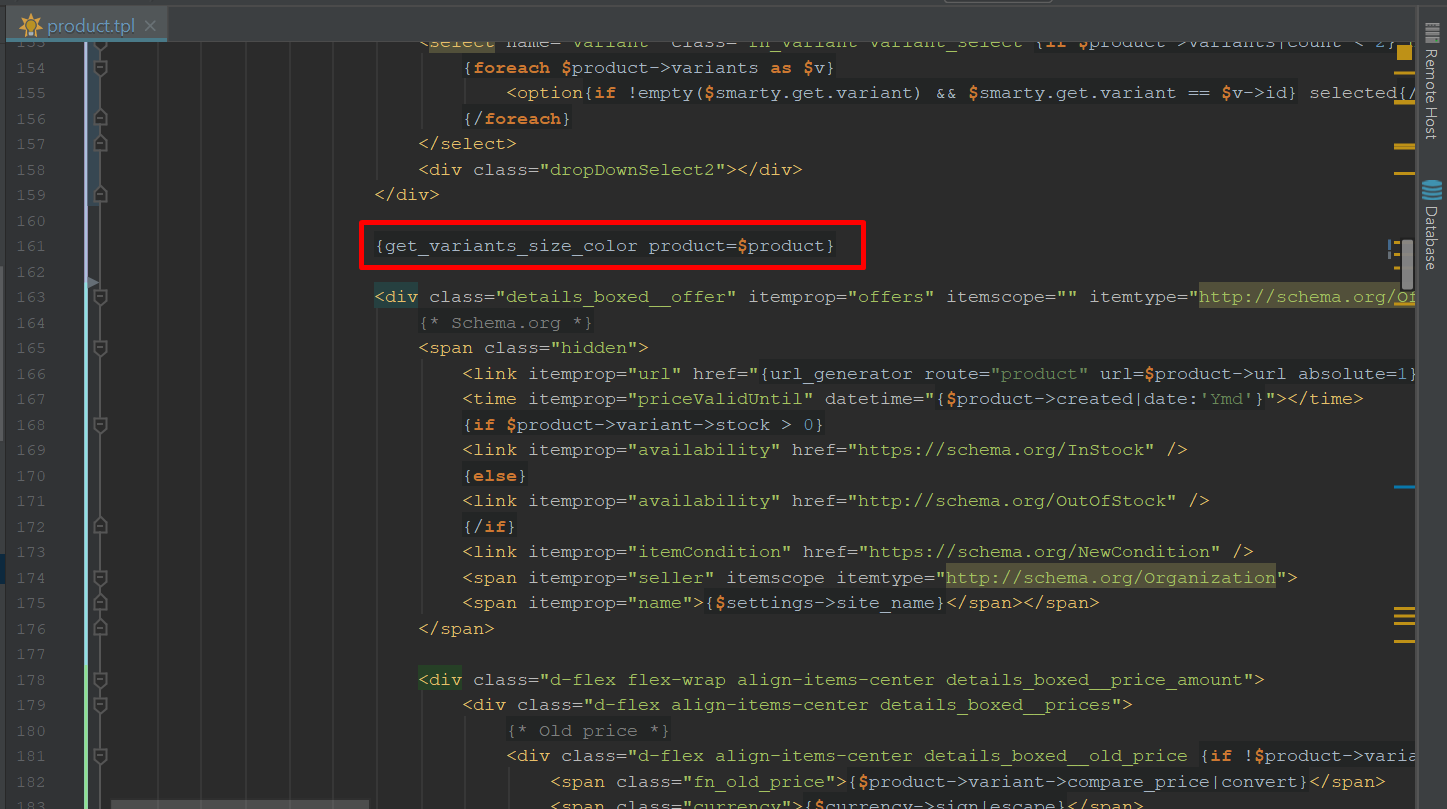 product.tpl
153 <select name="variant" class="fn_variant variant_select {if $product->variants|count < 2}
154 {foreach $product->variants as $v}
155 <option{if !empty($smarty.get.variant) && $smarty.get.variant == $v->id} selected{/
156 {/foreach}
157 </select>
158 <div class="dropDownSelect2"></div>
159 </div>
160
161 {get_variants_size_color product=$product}
162
163 <div class="details_boxed__offer" itemprop="offers" itemscope="" itemtype="http://schema.org/Of
164 {* Schema.org *}
165 <span class="hidden">
166 <link itemprop="url" href="{url_generator route="product" url=$product->url absolute=1}
167 <time itemprop="priceValidUntil" datetime="{$product->created|date:'Ymd'}"></time>
168 {if $product->variant->stock > 0}
169 <link itemprop="availability" href="https://schema.org/InStock" />
170 {else}
171 <link itemprop="availability" href="http://schema.org/OutOfStock" />
172 {/if}
173 <link itemprop="itemCondition" href="https://schema.org/NewCondition" />
174 <span itemprop="seller" itemscope itemtype="http://schema.org/Organization">
175 <span itemprop="name">{$settings->site_name}</span></span>
176 </span>
177
178 <div class="d-flex flex-wrap align-items-center details_boxed__price_amount">
179 <div class="d-flex align-items-center details_boxed__prices">
180 {* Old price *}
181 <div class="d-flex align-items-center details_boxed__old_price {if !$product->varia
182 <span class="fn_old_price">{$product->variant->compare_price|convert}</span>
183 <span class="currency">{$currency->sign|escape}</span>
Remote Host
Database